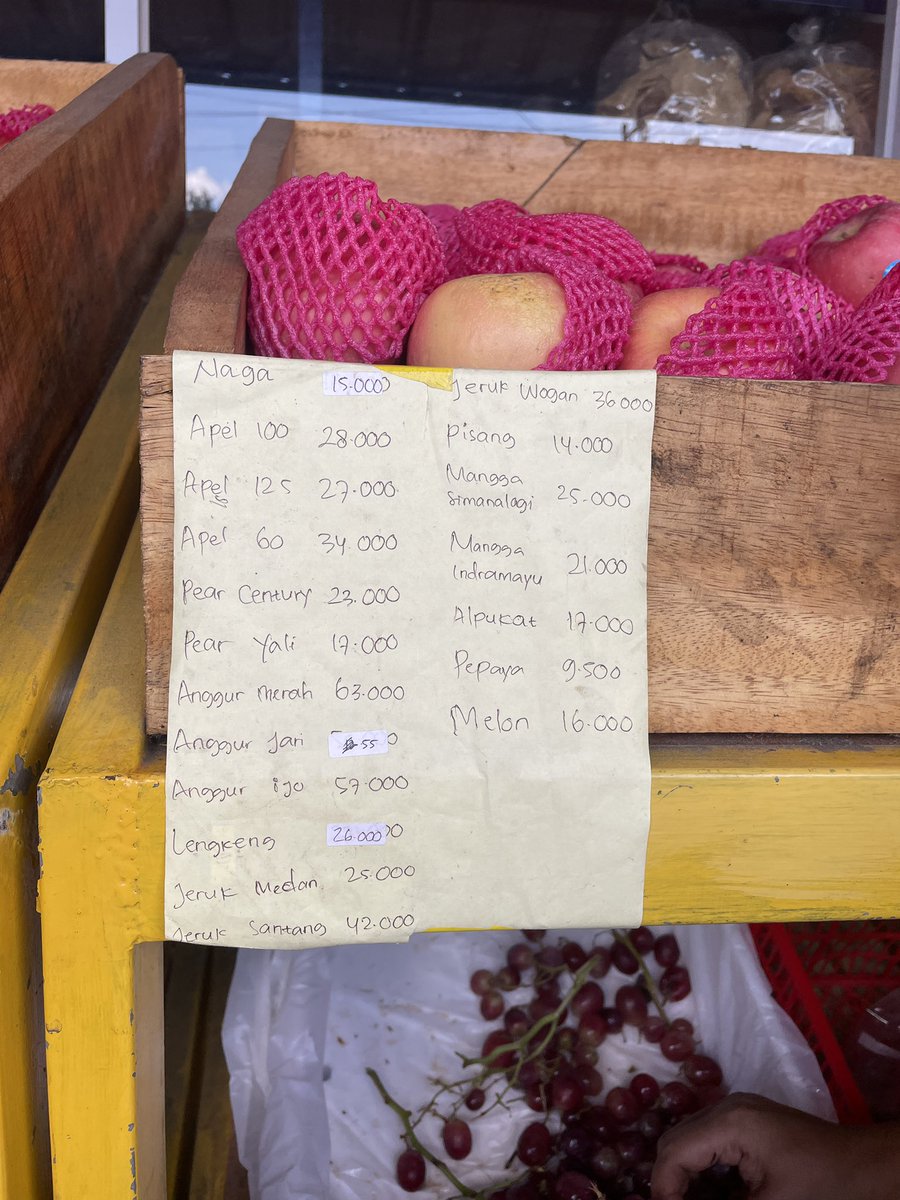 Naga 15.000
Apel 100 28.000
Apel 125 27.000
Apel 60 34.000
Pear Century 23.000
Pear Yali 17.000
Anggur merah 63.000
Anggur Jari 55
Anggur ijo 57.000
Lengkeng 26.000
Jeruk Medan 25.000
Jeruk Santang 42.000
Jeruk Wogan 36000
Pisang 14.000
Mangga
Simanalagi 25.000
Mangga
Indramayu 21.000
Alpukat 17.000
Pepaya 9.500
Melon 16.000